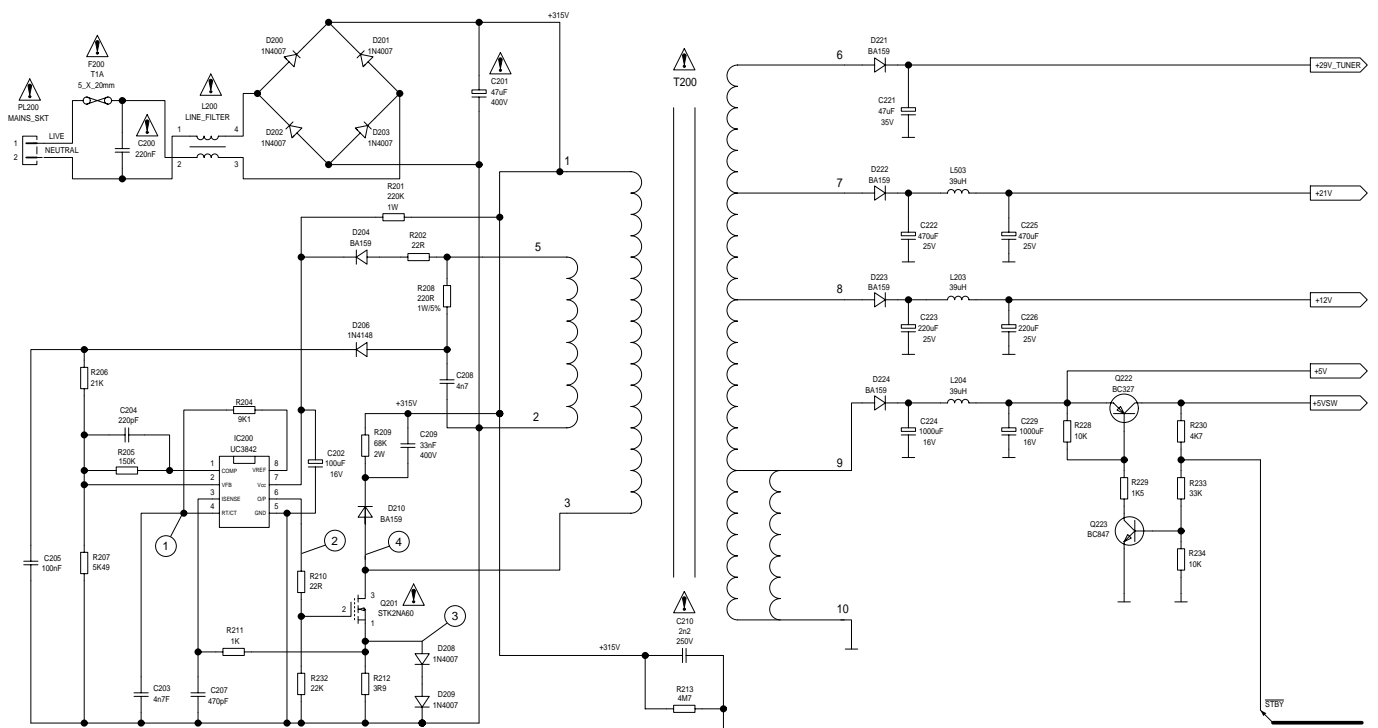 +315V
D200
1N4007
D201
1N4007
F200
T1A
5_X_20mm
C201
47uF
400V
T200
6
D221
BA159
+29V_TUNER
PL200
MAINS_SKT
L200
LINE_FILTER
C221
47uF
35V
1
LIVE
2
NEUTRAL
C200
220nF
1
4
2
3
D202
1N4007
D203
1N4007
1
R201
220K
1W
7
D222
BA159
L503
39uH
+21V
D204
BA159
R202
22R
5
C222
470uF
25V
C225
470uF
25V
R208
220R
1W/5%
8
D223
BA159
L203
39uH
+12V
D206
1N4148
C223
220uF
25V
C226
220uF
25V
R206
21K
C208
4n7
R204
9K1
C204
220pF
+315V
2
D224
BA159
L204
39uH
Q222
BC327
+5V
+5VSW
R205
150K
IC200
UC3842
C202
100uF
16V
R209
68K
2W
C209
33nF
400V
C224
1000uF
16V
C229
1000uF
16V
R228
10K
R230
4K7
1
COMP
VREF
8
2
VFB
Vcc
7
3
ISENSE
O/P
6
4
RT/CT
GND
5
9
3
D210
BA159
R229
1K5
R233
33K
1
2
4
Q223
BC847
C205
100nF
R207
5K49
R210
22R
R234
10K
3
2
1
Q201
STK2NA60
3
C210
2n2
250V
10
R211
1K
D208
1N4007
+315V
C203
4n7F
C207
470pF
R232
22K
R212
3R9
D209
1N4007
R213
4M7
STBY